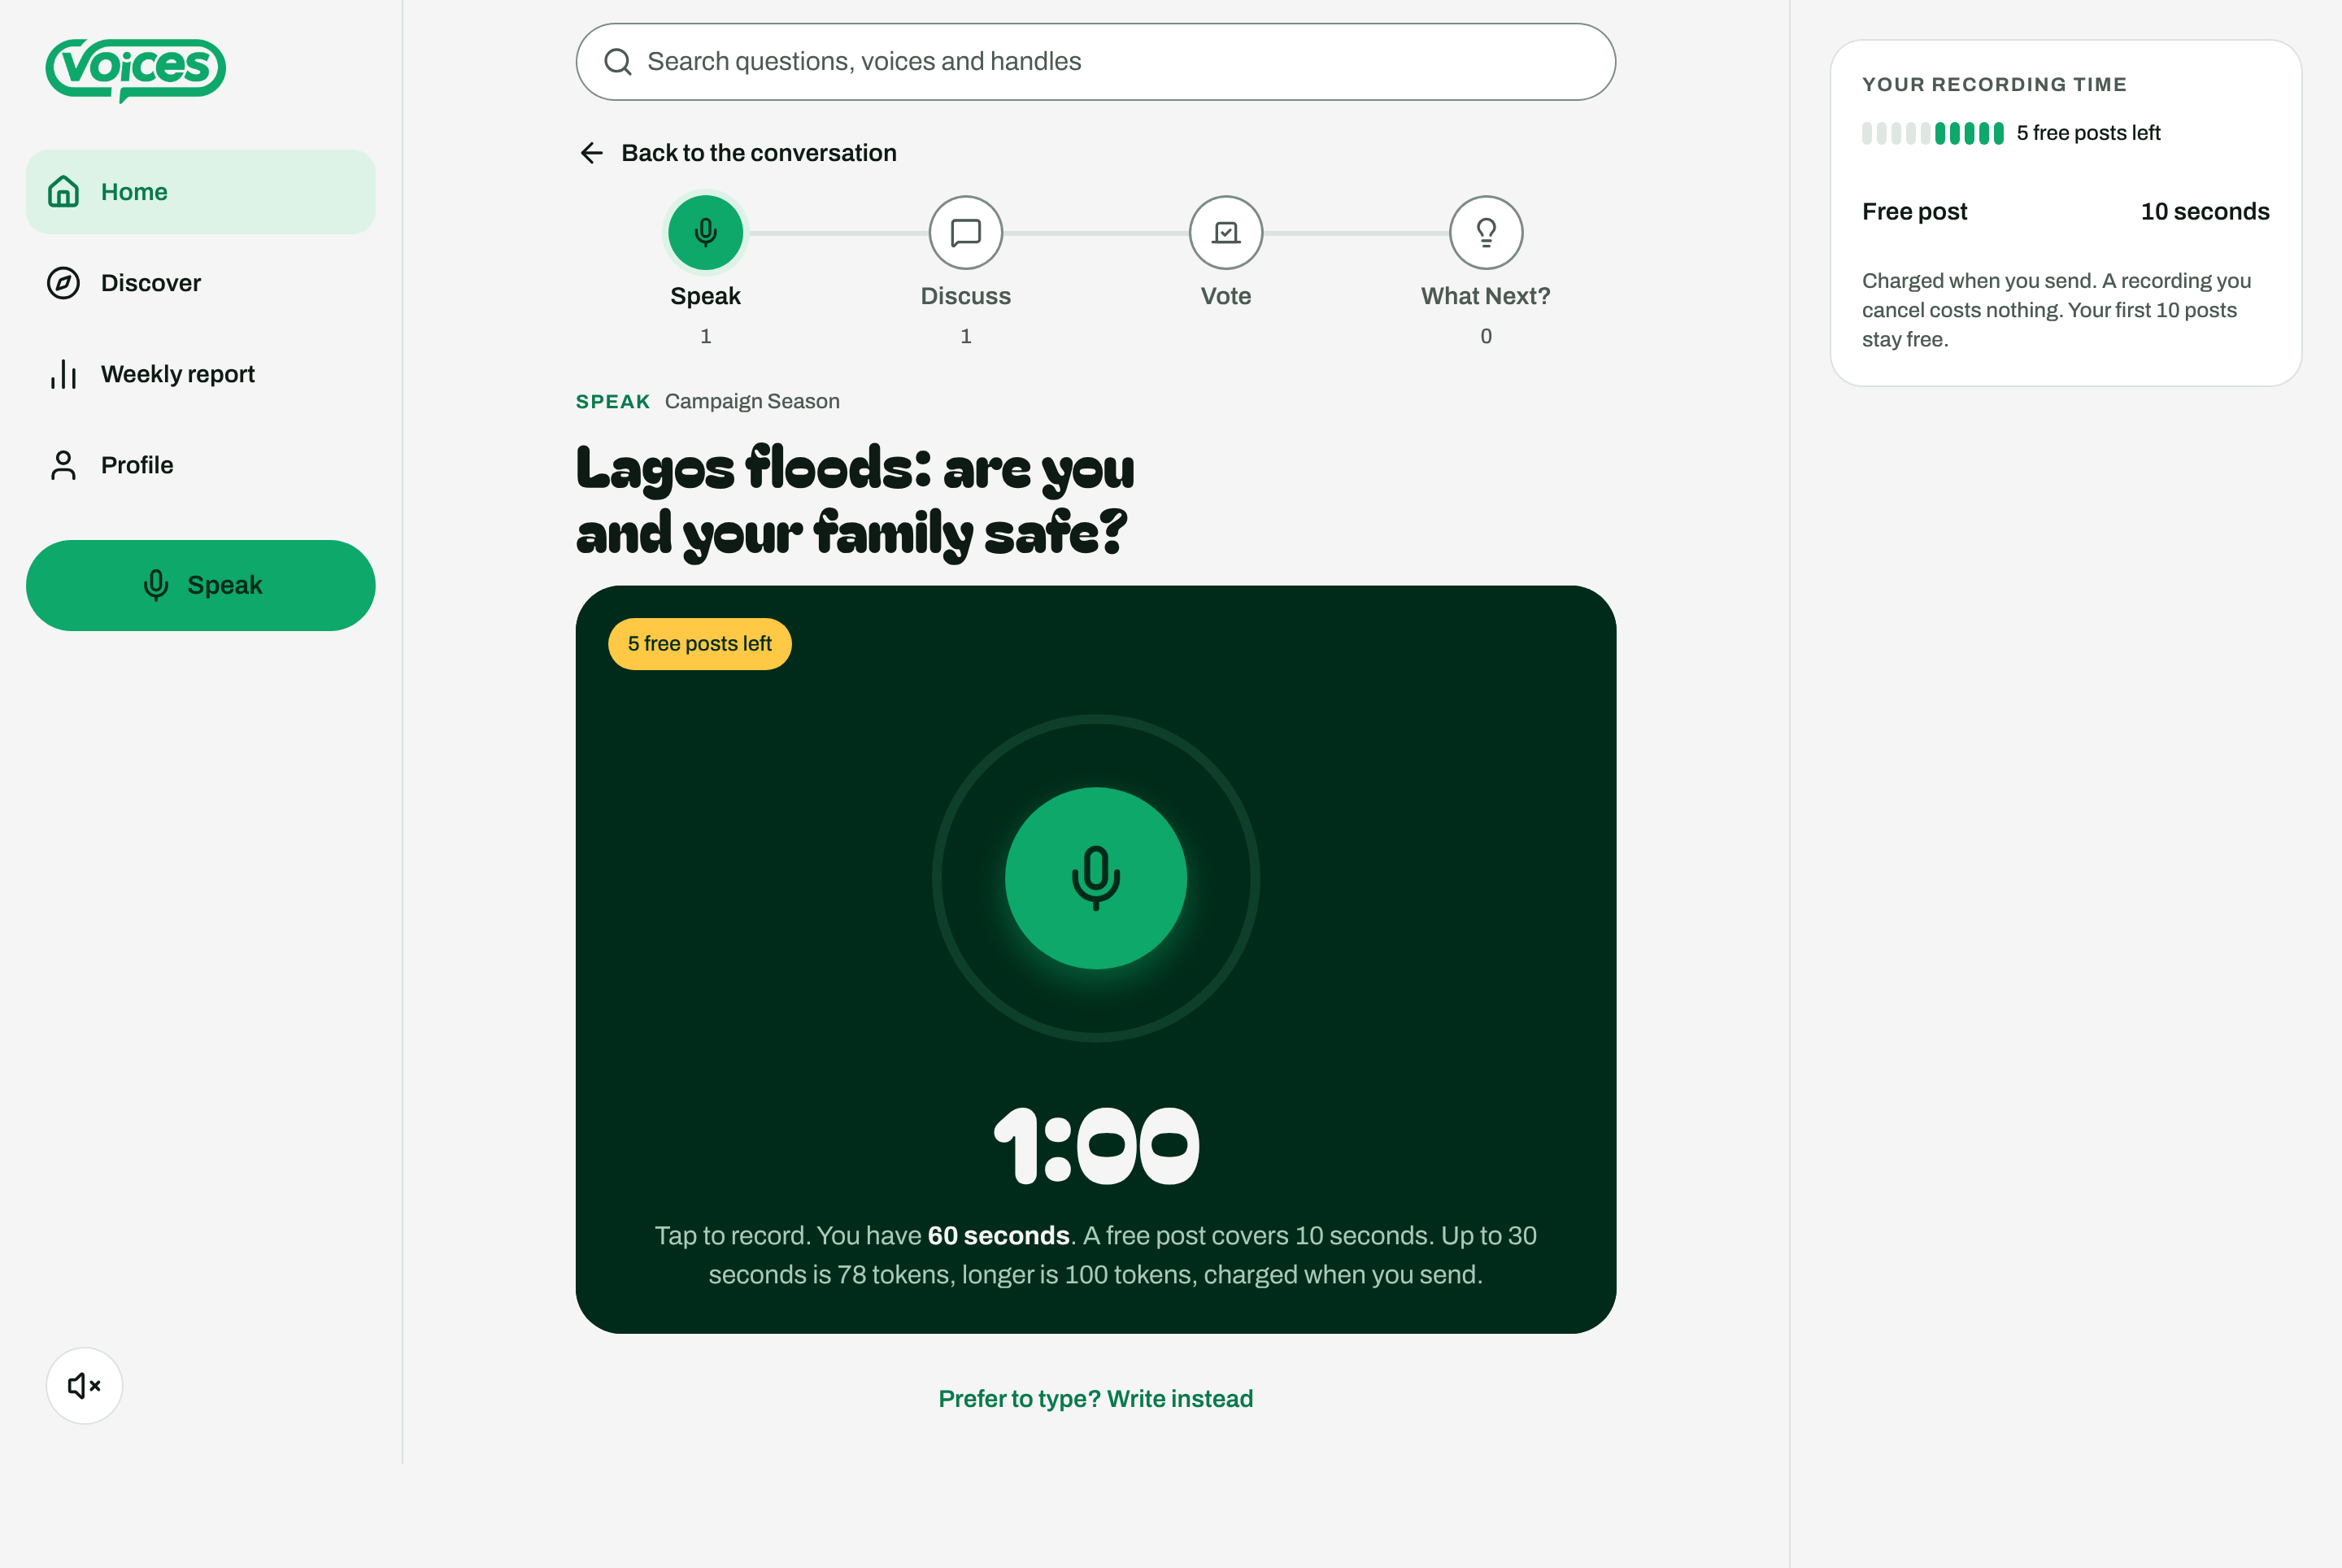 voices
Home
Discover
Weekly report
Profile
Speak
Search questions, voices and handles
Back to the conversation
Speak
1
Discuss
1
Vote
What Next?
0
SPEAK Campaign Season
Lagos floods: are you
and your family safe?
5 free posts left
1:00
Tap to record. You have 60 seconds. A free post covers 10 seconds. Up to 30
seconds is 78 tokens, longer is 100 tokens, charged when you send.
Prefer to type? Write instead
YOUR RECORDING TIME
5 free posts left
Free post 10 seconds
Charged when you send. A recording you
cancel costs nothing. Your first 10 posts
stay free.